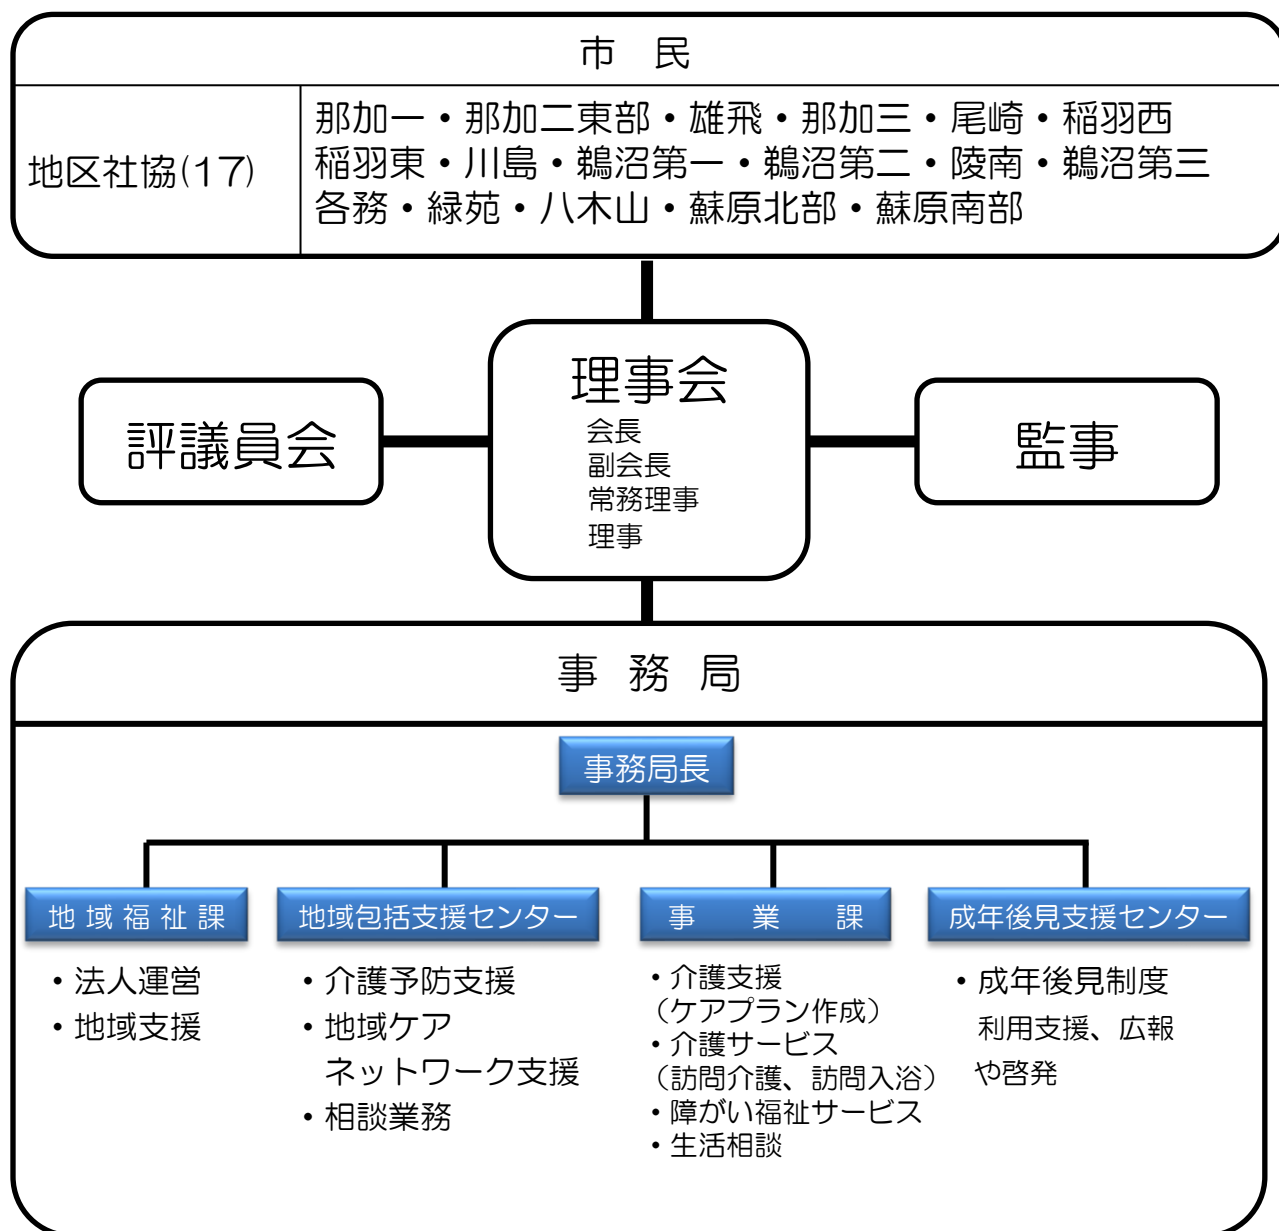 市　民
地区社協(17)
那加一・那加二東部・雄飛・那加三・尾崎・稲羽西
稲羽東・川島・鵜沼第一・鵜沼第二・陵南・鵜沼第三
各務・緑苑・八木山・蘇原北部・蘇原南部
理事会
会長
副会長
常務理事
理事
評議員会
監事
事 務 局
事務局長
地 域 福 祉 課
・法人運営
・地域支援
地域包括支援センター
・介護予防支援
・地域ケア
ネットワーク支援
・相談業務
事　業　課
・介護支援
（ケアプラン作成）
・介護サービス
（訪問介護、訪問入浴）
・障がい福祉サービス
・生活相談
成年後見支援センター
・成年後見制度
利用支援、広報
や啓発